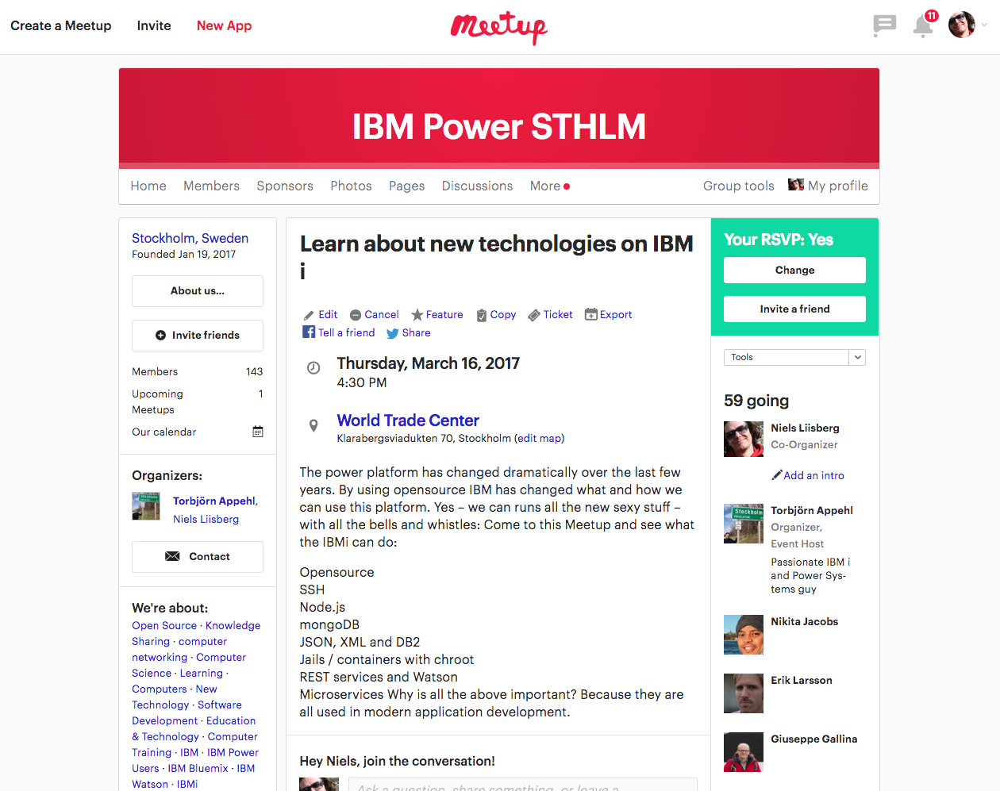 Create a Meetup
Invite
New App
Meetup
11
IBM Power STHLM
Home
Members
Sponsors
Photos
Pages
Discussions
More
Group tools
My profile
Stockholm, Sweden
Founded Jan 19, 2017
About us...
Invite friends
Members 143
Upcoming 1
Meetups
Our calendar
Organizers:
Torbjörn Appehl,
Niels Liisberg
Contact
We're about:
Open Source · Knowledge
Sharing · computer
networking · Computer
Science · Learning ·
Computers · New
Technology · Software
Development · Education
& Technology · Computer
Training · IBM · IBM Power
Users · IBM Bluemix · IBM
Watson · IBMi
Learn about new technologies on IBM
i
Edit
Cancel
Feature
Copy
Ticket
Export
Tell a friend
Share
Thursday, March 16, 2017
4:30 PM
World Trade Center
Klarabergsviadukten 70, Stockholm (edit map)
The power platform has changed dramatically over the last few
years. By using opensource IBM has changed what and how we
can use this platform. Yes – we can runs all the new sexy stuff –
with all the bells and whistles: Come to this Meetup and see what
the IBMi can do:
Opensource
SSH
Node.js
mongoDB
JSON, XML and DB2
Jails / containers with chroot
REST services and Watson
Microservices Why is all the above important? Because they are
all used in modern application development.
Hey Niels, join the conversation!
Ask a question, share something, or leave a
Your RSVP: Yes
Change
Invite a friend
Tools
59 going
Niels Liisberg
Co-Organizer
Add an intro
Stockholm
Torbjörn Appehl
Organizer,
Event Host
Passionate IBM i
and Power Sys-
tems guy
Nikita Jacobs
Erik Larsson
Giuseppe Gallina